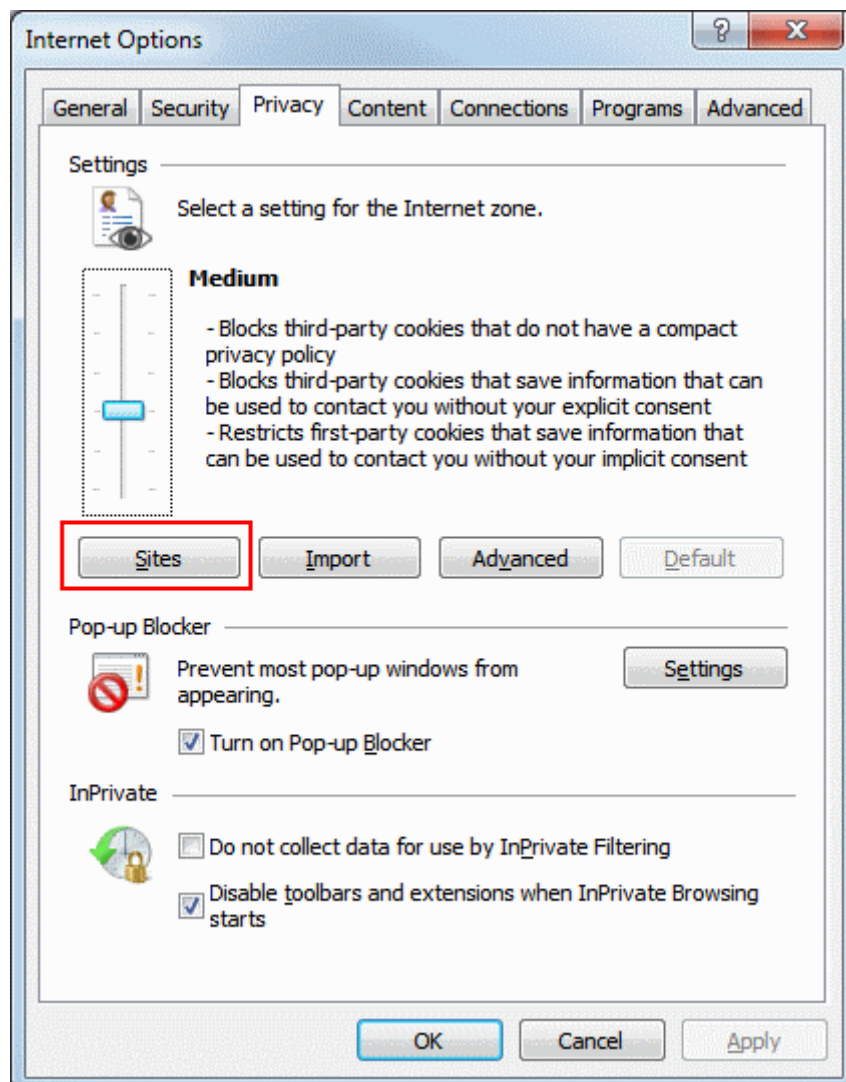 Internet Options
General Security Privacy Content Connections Programs Advanced
Settings
Select a setting for the Internet zone.
Medium
- Blocks third-party cookies that do not have a compact
privacy policy
- Blocks third-party cookies that save information that can
be used to contact you without your explicit consent
- Restricts first-party cookies that save information that
can be used to contact you without your implicit consent
Sites Import Advanced Default
Pop-up Blocker
Prevent most pop-up windows from
appearing.
Settings
Turn on Pop-up Blocker
InPrivate
Do not collect data for use by InPrivate Filtering
Disable toolbars and extensions when InPrivate Browsing
starts
OK Cancel Apply